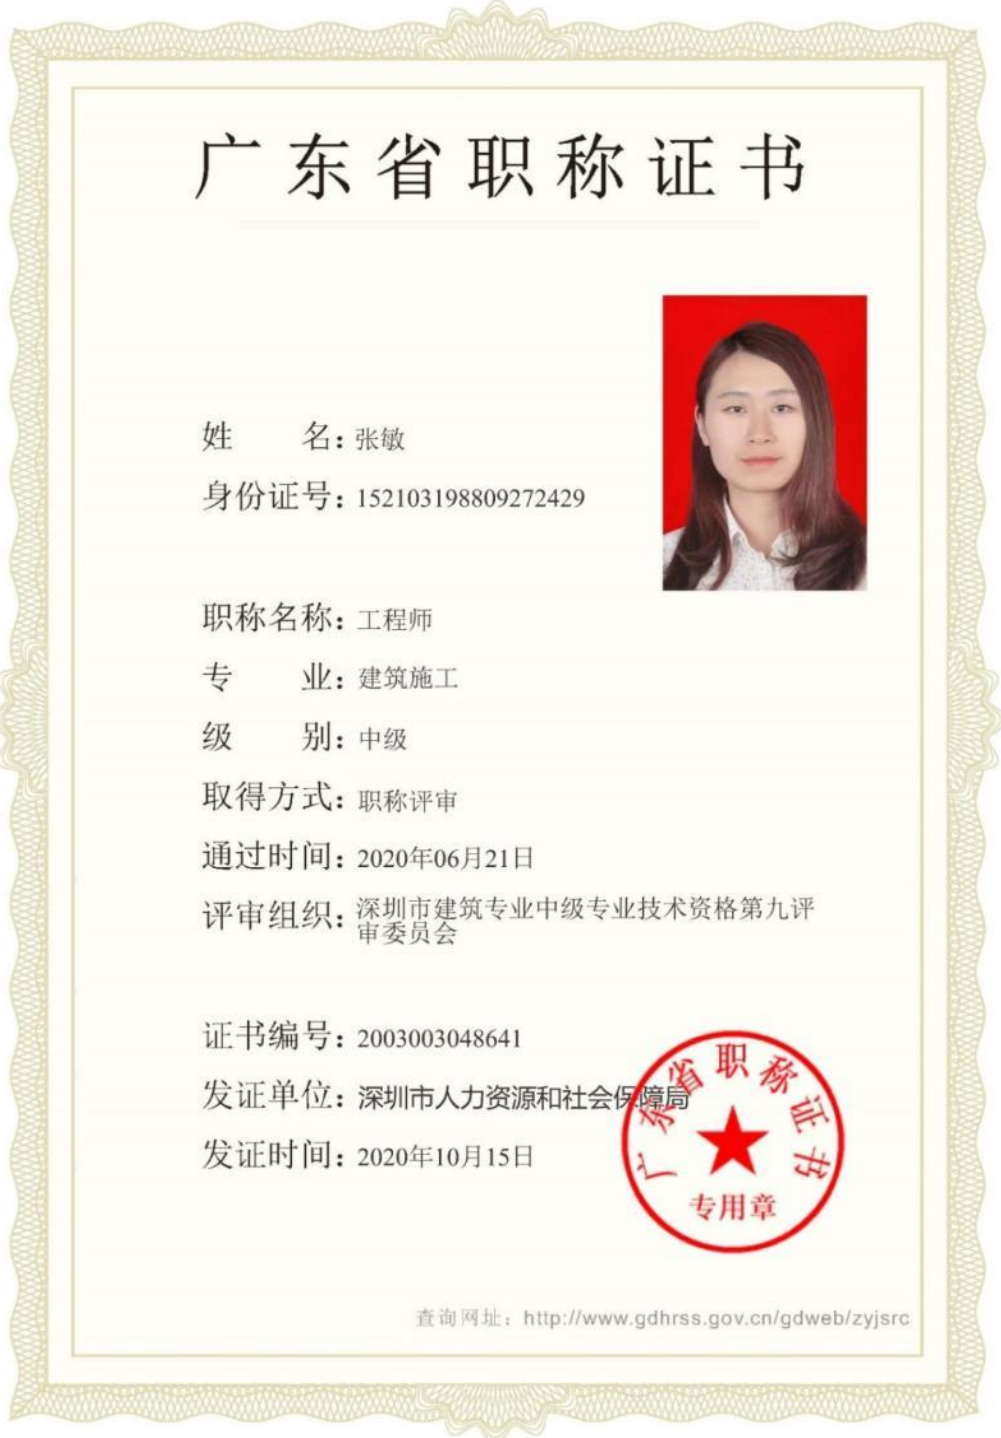 广东省职称证书
姓 名：张敏
身份证号：152103198809272429
职称名称：工程师
专 业：建筑施工
级 别：中级
取得方式：职称评审
通过时间：2020年06月21日
评审组织：深圳市建筑专业中级专业技术资格第九评
审委员会
证书编号：2003003048641
发证单位：深圳市人力资源和社会保障局
发证时间：2020年10月15日
广东省职称证书
专用章
查询网址：http://www.gdhrss.gov.cn/gdweb/zyjsrc